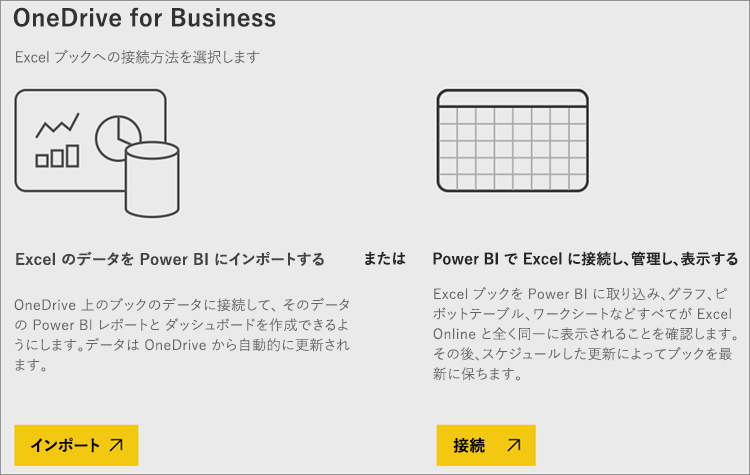 OneDrive for Business
Excel ブックへの接続方法を選択します
Excel のデータを Power BI にインポートする
または
Power BI で Excel に接続し、管理し、表示する
OneDrive 上のブックのデータに接続して、そのデータ
の Power BI レポートと ダッシュボードを作成できるよ
うにします。データは OneDrive から自動的に更新され
ます。
Excel ブックを Power BI に取り込み、グラフ、ピ
ボットテーブル、ワークシートなどすべてが Excel
Online と全く同一に表示されることを確認します。
その後、スケジュールした更新によってブックを最
新に保ちます。
インポート
接続